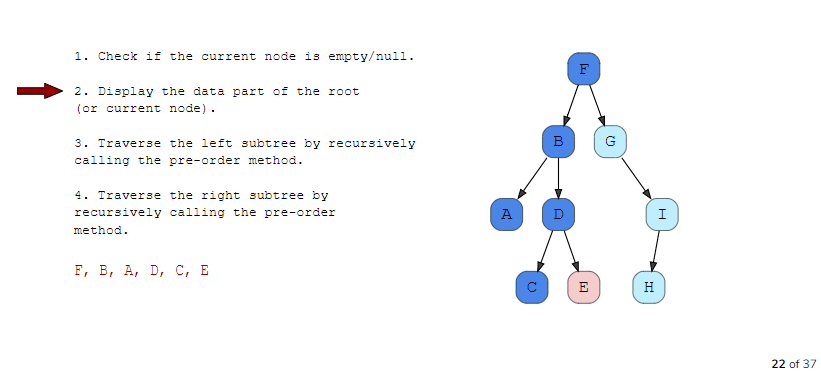 1. Check if the current node is empty/null.
2. Display the data part of the root
(or current node).
3. Traverse the left subtree by recursively
calling the pre-order method.
4. Traverse the right subtree by
recursively calling the pre-order
method.
F, B, A, D, C, E
F
B
G
A
D
I
C
E
H
22 of 37